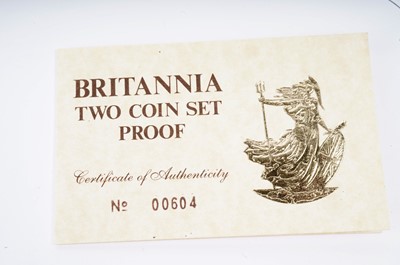 BRITANNIA
TWO COIN SET
PROOF
Certificate of Authenticity
Nº 00604